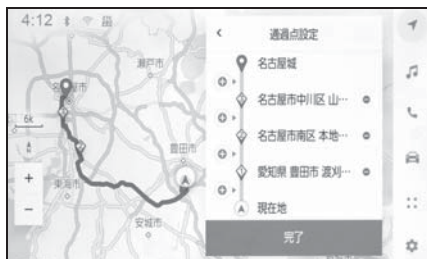 4:12
通過点設定
名古屋城
名古屋市中川区 山…
名古屋市南区 本地…
愛知県 豊田市 渡刈…
現在地
完了
瀬戸市
豊田市
東海市
安城市
6k
+
−
A
A